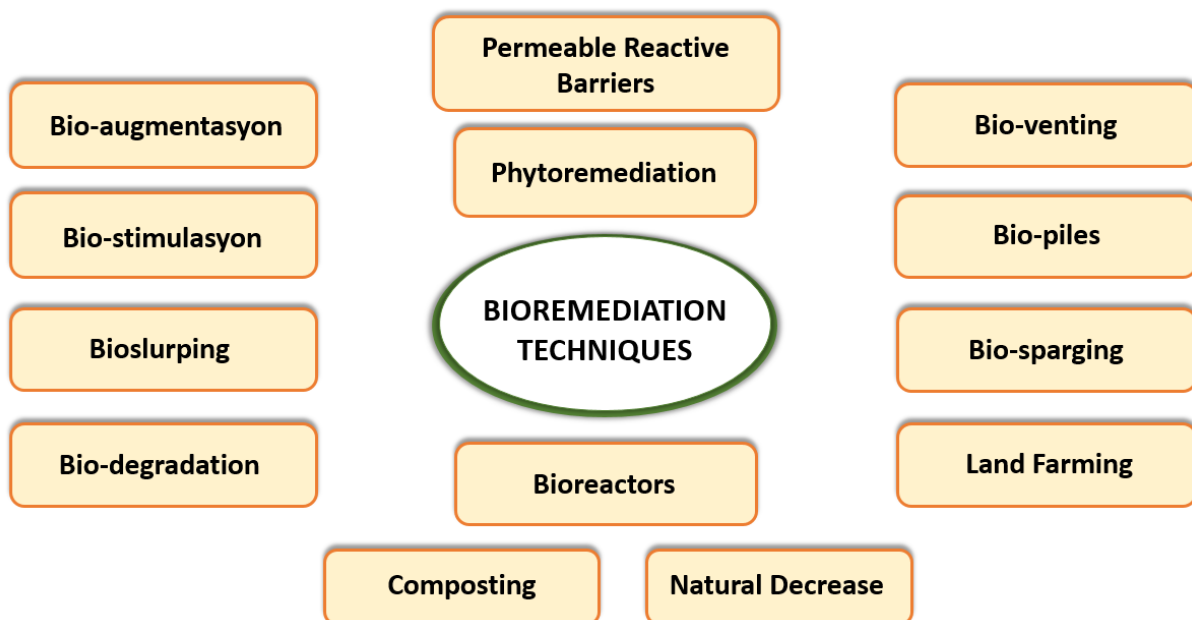 Permeable Reactive
Barriers
Bio-augmentasyon
Bio-venting
Phytoremediation
Bio-stimulasyon
Bio-piles
BIOREMEDIATION
TECHNIQUES
Bioslurping
Bio-sparging
Bio-degradation
Land Farming
Bioreactors
Composting
Natural Decrease